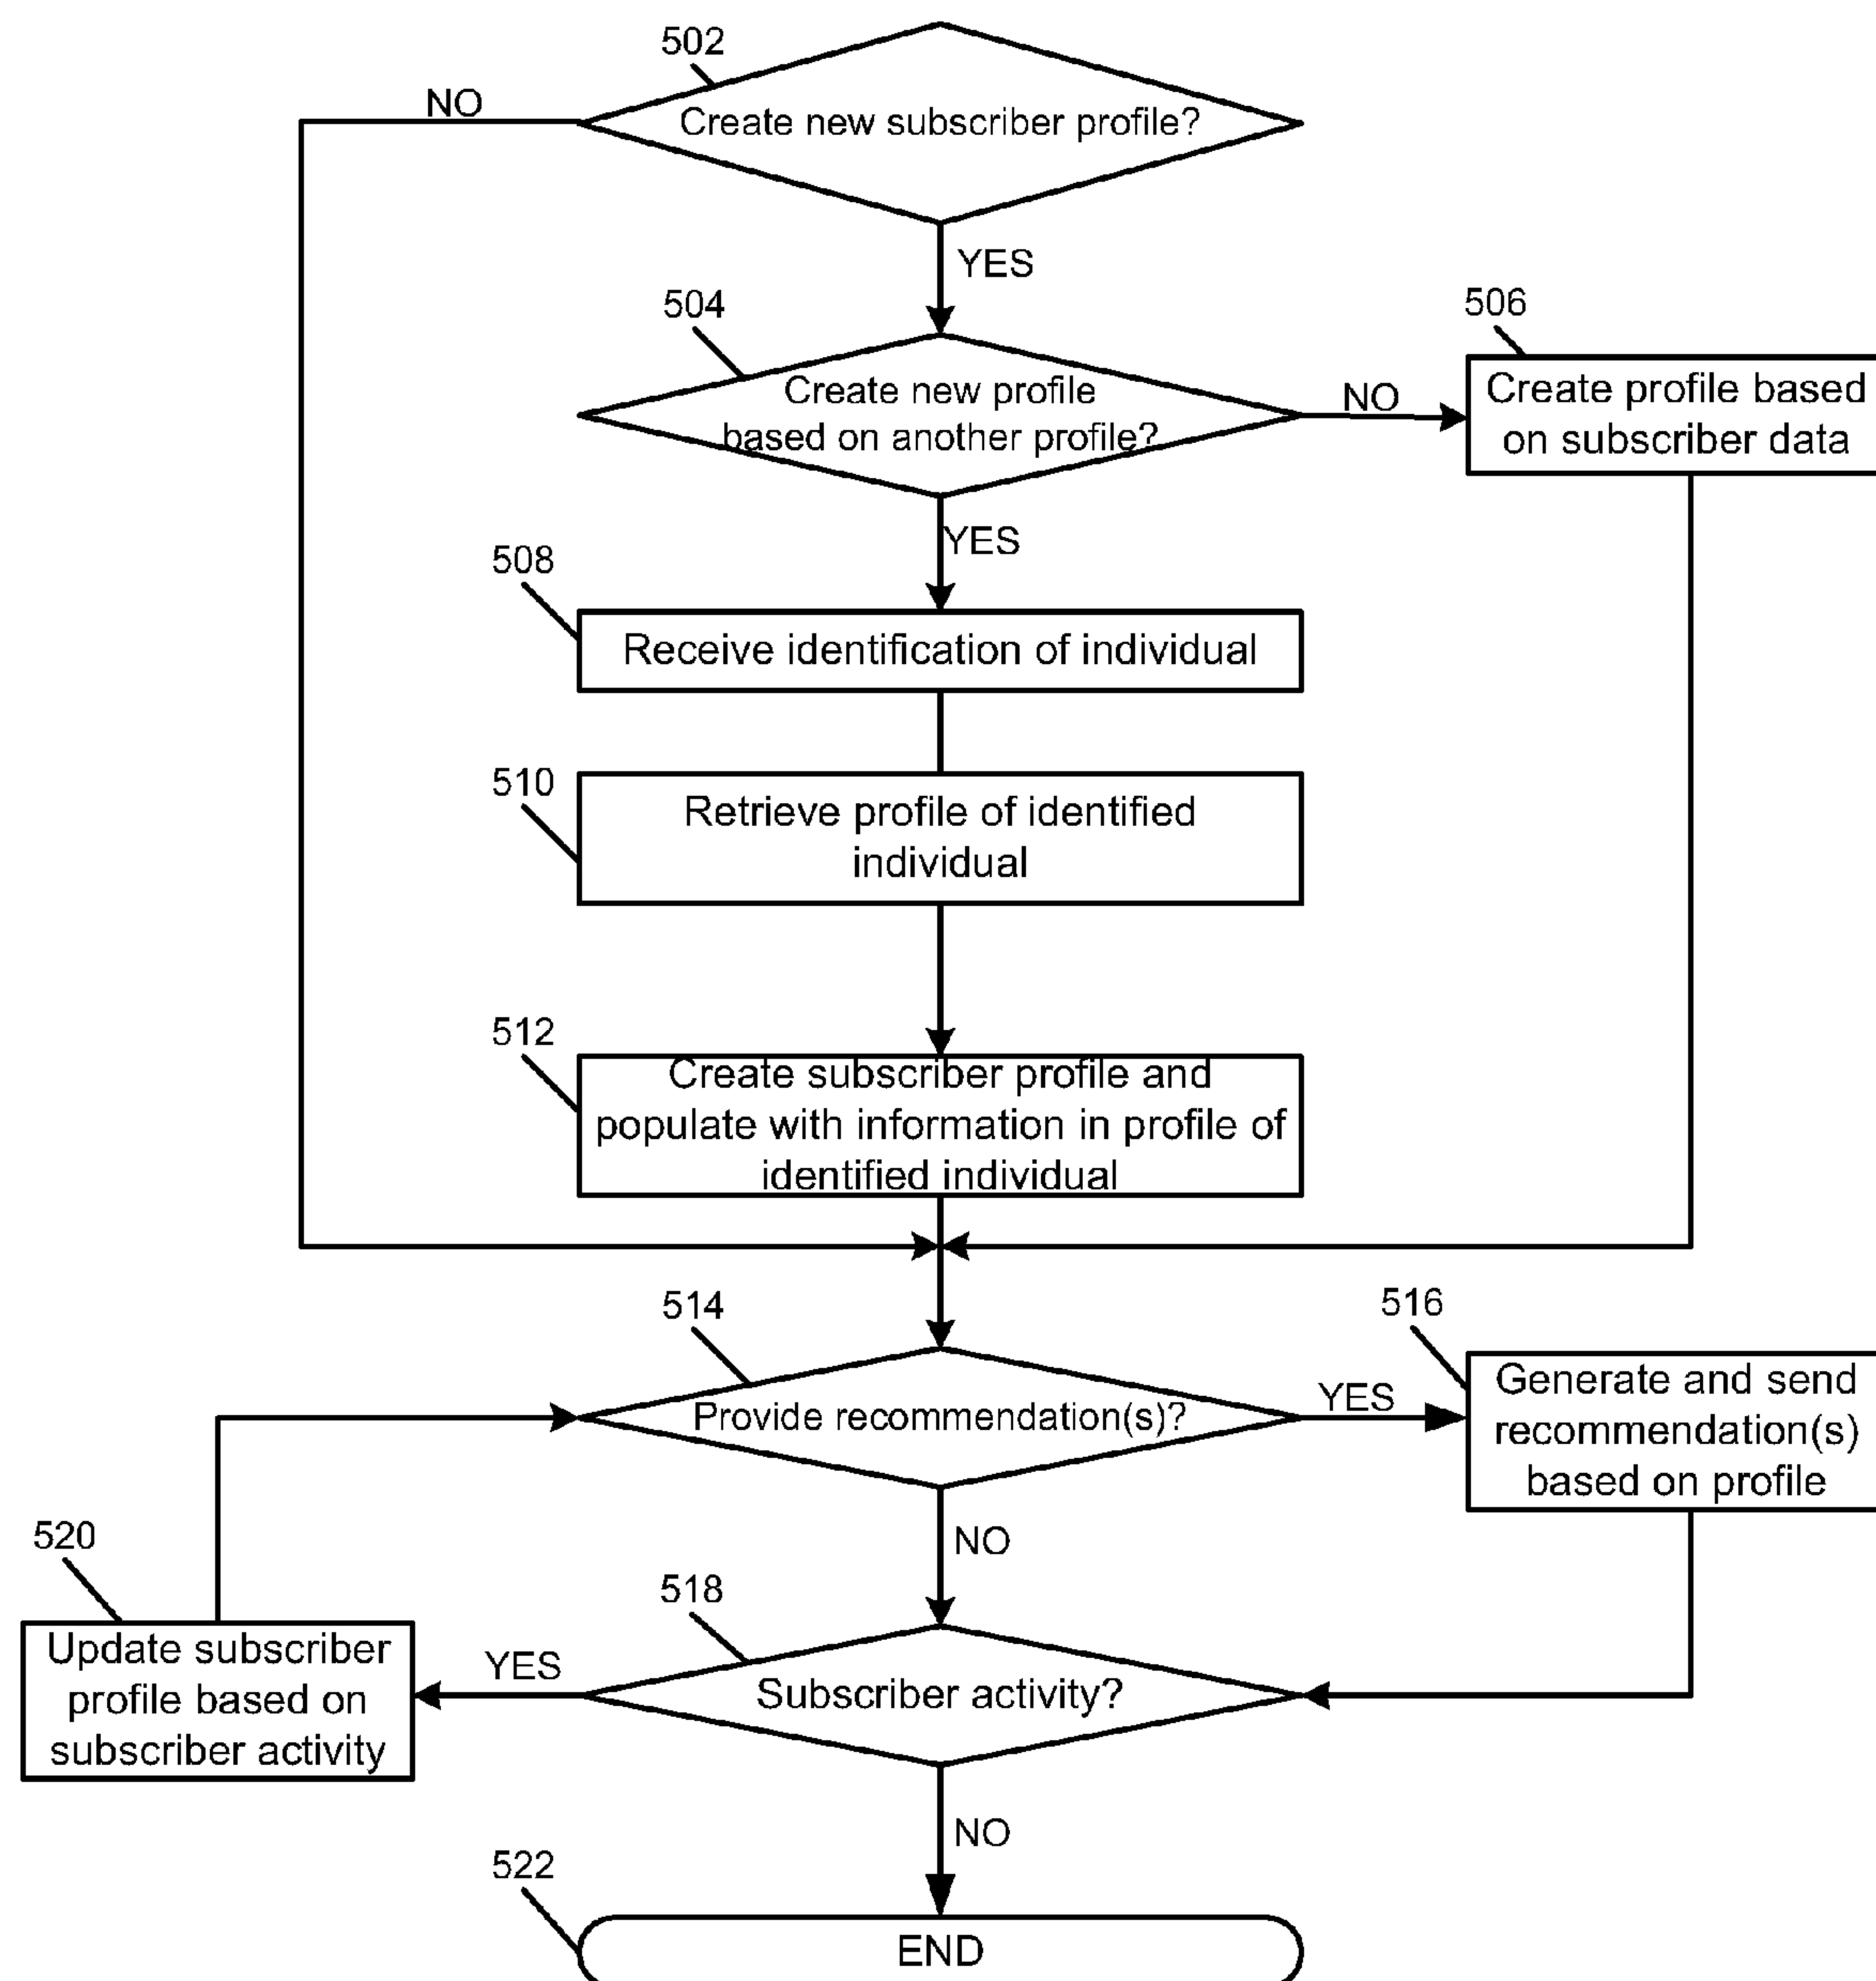 502
NO
Create new subscriber profile?
YES
504
506
Create new profile
based on another profile?
NO
Create profile based
on subscriber data
YES
508
Receive identification of individual
510
Retrieve profile of identified
individual
512
Create subscriber profile and
populate with information in profile of
identified individual
514
516
Provide recommendation(s)?
YES
Generate and send
recommendation(s)
based on profile
NO
520
518
Update subscriber
profile based on
subscriber activity
YES
Subscriber activity?
NO
522
END